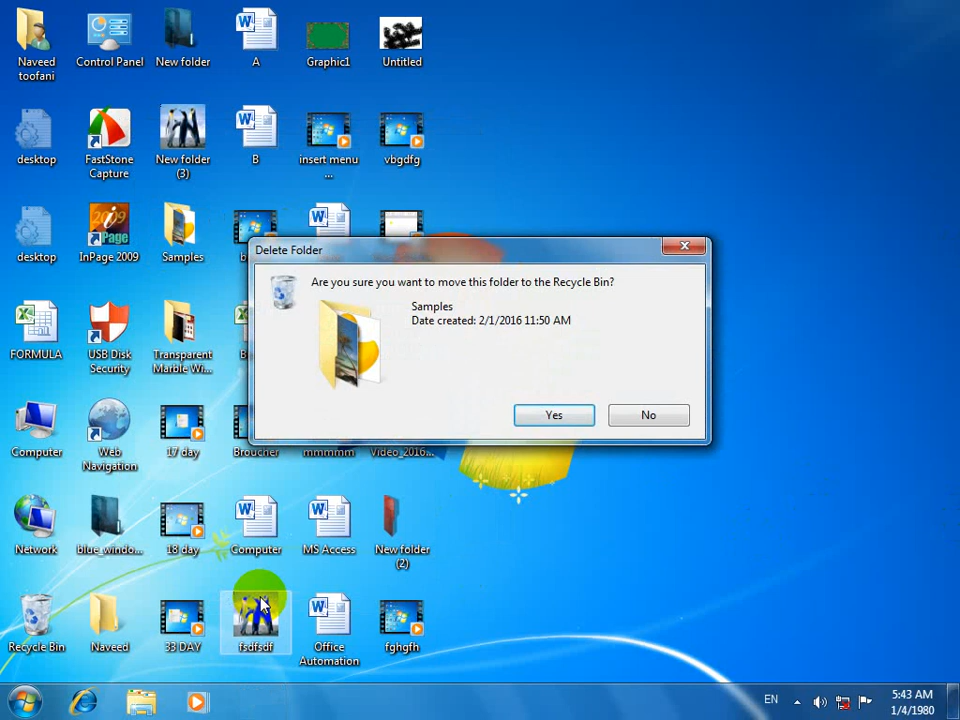 Naveed
toofani
Control Panel
New folder
A
Graphic1
Untitled
desktop
FastStone
Capture
New folder
(3)
B
insert menu
...
vbgdfg
desktop
InPage 2009
Samples
FORMULA
USB Disk
Security
Transparent
Marble Wi...
Delete Folder
Are you sure you want to move this folder to the Recycle Bin?
Samples
Date created: 2/1/2016 11:50 AM
Yes
No
Computer
Web
Navigation
17 day
Broucher
mmmmm
Video_2016...
Network
blue_windo...
18 day
Computer
MS Access
New folder
(2)
Recycle Bin
Naveed
33 DAY
fsdfsdf
Office
Automation
fghgfh
EN
5:43 AM
1/4/1980